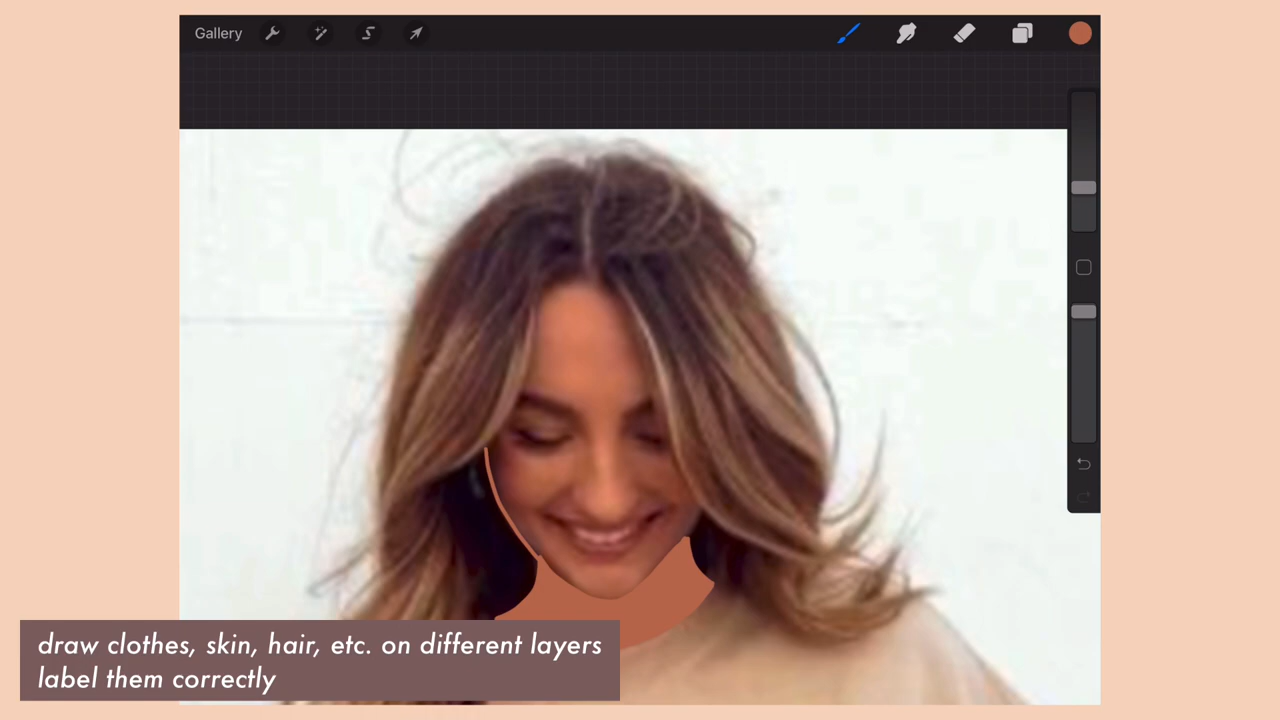 Gallery
draw clothes, skin, hair, etc. on different layers
label them correctly